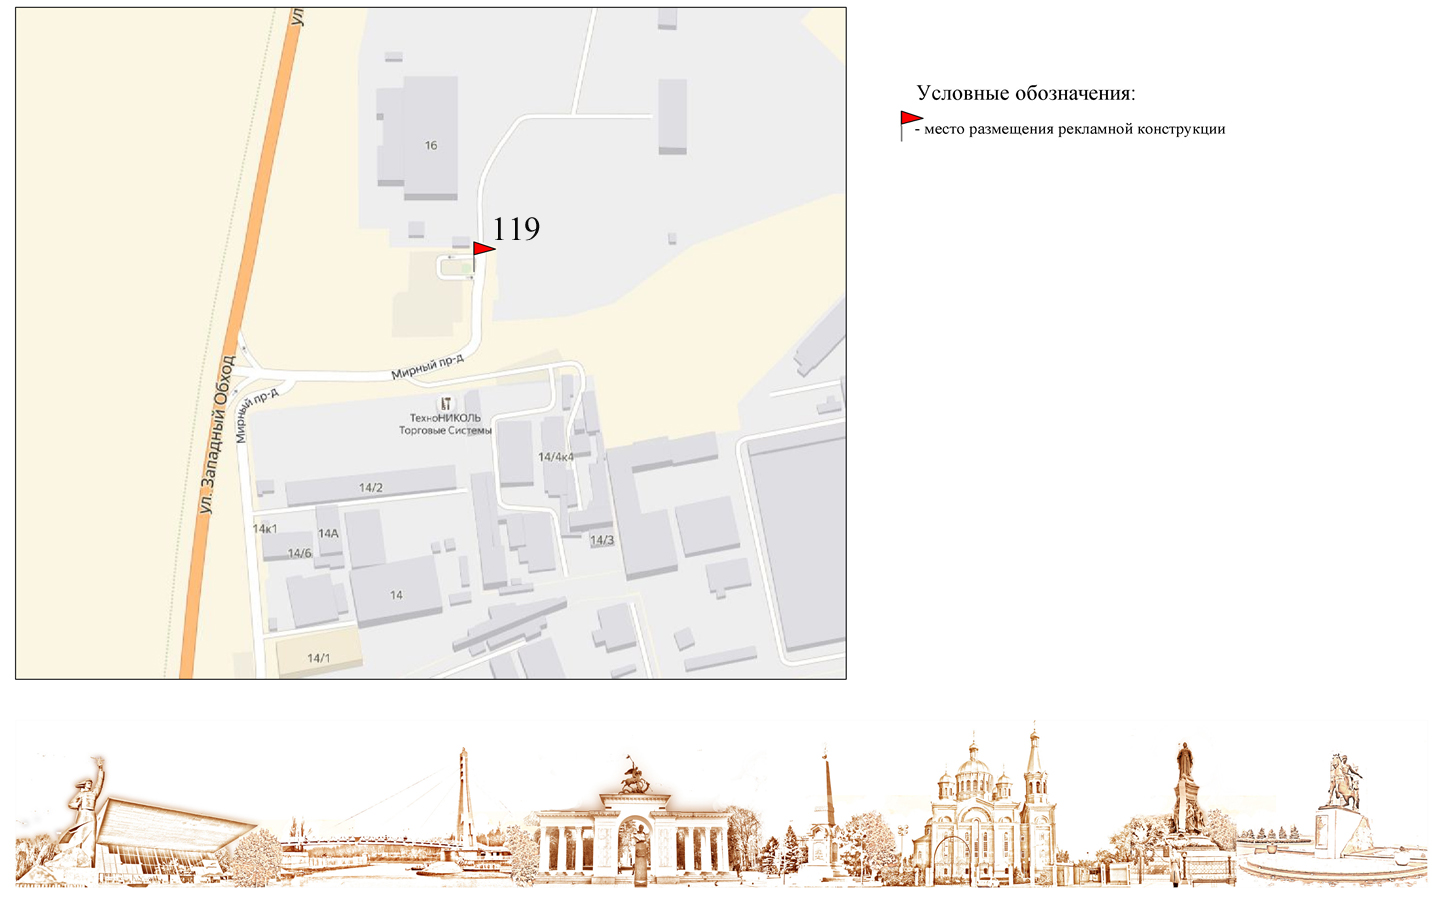 ул.
Условные обозначения:
- место размещения рекламной конструкции
16
119
Мирный пр-д
ул. Западный Обход
Мирный пр-д
ТехноНИКОЛЬ
Торговые Системы
14/4к4
14/2
14к1
14А
14/6
14/3
14
14/1